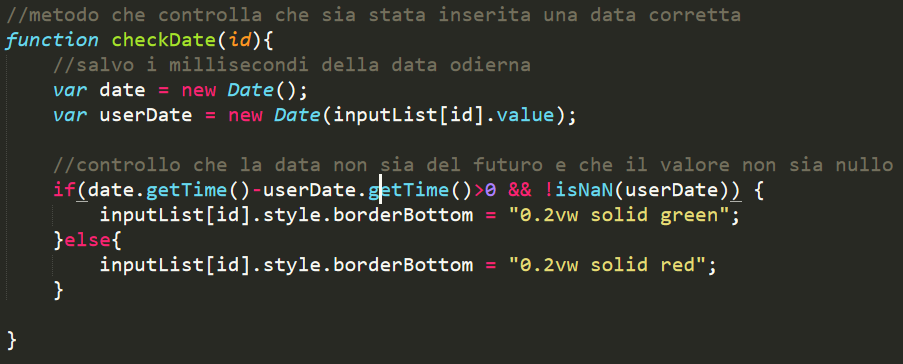 //metodo che controlla che sia stata inserita una data corretta
function checkDate(id){
//salvo i millisecondi della data odierna
var date = new Date();
var userDate = new Date(inputList[id].value);
//controllo che la data non sia del futuro e che il valore non sia nullo
if(date.getTime()-userDate.getTime()>0 && !isNaN(userDate)) {
inputList[id].style.borderBottom = "0.2vw solid green";
}else{
inputList[id].style.borderBottom = "0.2vw solid red";
}
}